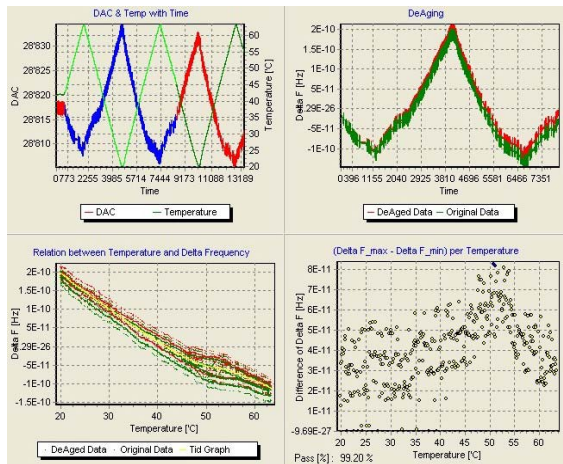 DAC & Temp with Time
DAC
28'830
28'825
28'820
28'815
28'810
60
55
50
45
40
35
30
25
20
Temperature [°C]
0773 2255 3985 5714 7444 9173 11088 13189
Time
DAC Temperature
DeAging
Delta F [Hz]
2E-10
1.5E-10
1E-10
5E-11
29E-26
-5E-11
-1E-10
0396 1155 2040 2925 3811 4696 5581 6466 7351
Time
DeAged Data Original Data
Relation between Temperature and Delta Frequency
Delta F [Hz]
2E-10
1.5E-10
1E-10
5E-11
-29E-26
-5E-11
-1E-10
-1.5E-10
20 30 40 50 60
Temperature [°C]
DeAged Data Original Data Tid Graph
(Delta F_max - Delta F_min) per Temperature
Difference of Delta F [Hz]
8E-11
7E-11
6E-11
5E-11
4E-11
3E-11
2E-11
1E-11
-9.69E-27
20 25 30 35 40 45 50 55 60
Temperature [°C]
Pass [%] : 99.20 %